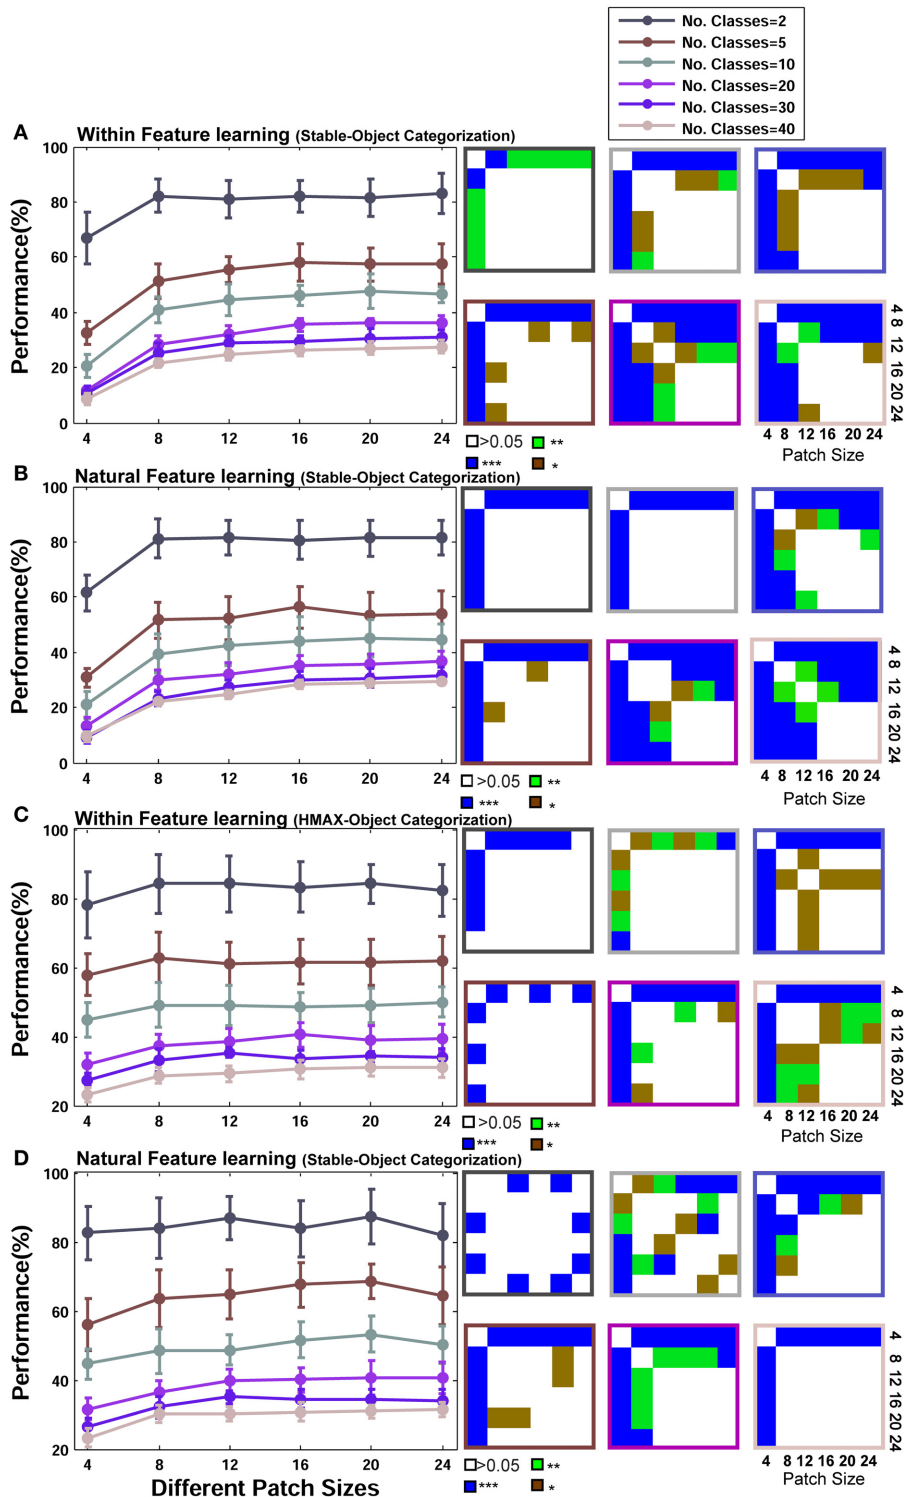 No. Classes=2
No. Classes=5
No. Classes=10
No. Classes=20
No. Classes=30
No. Classes=40
A
Within Feature learning (Stable-Object Categorization)
Performance(%)
100
80
60
40
20
0
4 8 12 16 20 24
>0.05 **
*** *
4 8 12 16 20 24
4 8 12 16 20 24
Patch Size
B
Natural Feature learning (Stable-Object Categorization)
Performance(%)
100
80
60
40
20
0
4 8 12 16 20 24
>0.05 **
*** *
4 8 12 16 20 24
4 8 12 16 20 24
Patch Size
C
Within Feature learning (HMAX-Object Categorization)
Performance(%)
100
80
60
40
20
4 8 12 16 20 24
>0.05 **
*** *
4 8 12 16 20 24
4 8 12 16 20 24
Patch Size
D
Natural Feature learning (Stable-Object Categorization)
Performance(%)
100
80
60
40
20
4 8 12 16 20 24
Different Patch Sizes
>0.05 **
*** *
4 8 12 16 20 24
4 8 12 16 20 24
Patch Size